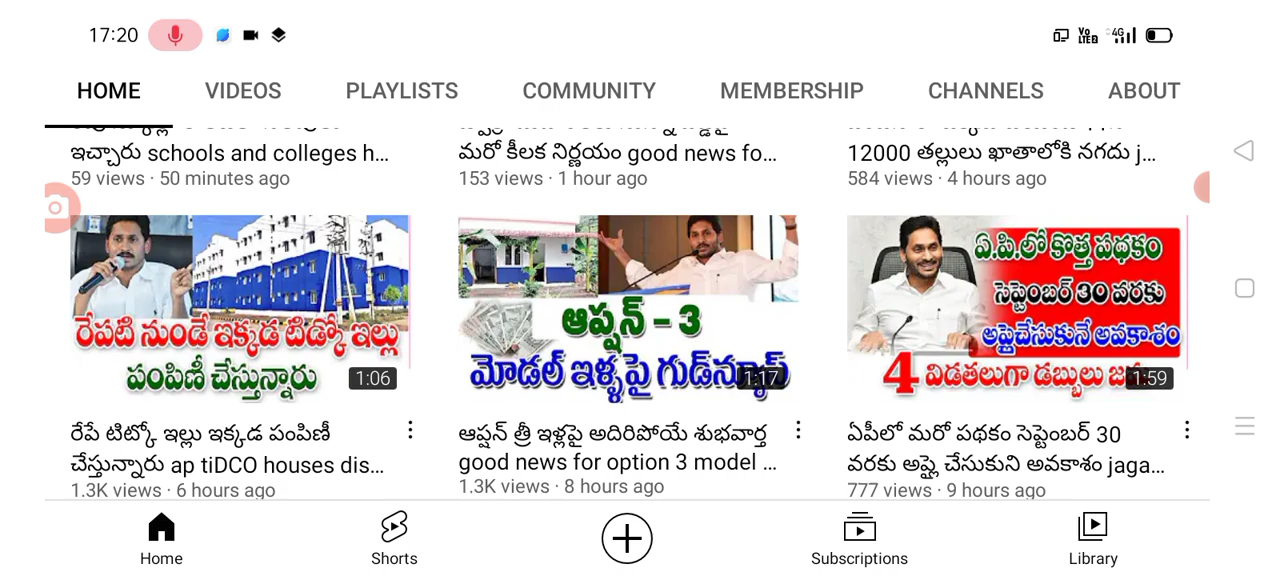 17:20
VO LTE2 4G
HOME VIDEOS PLAYLISTS COMMUNITY MEMBERSHIP CHANNELS ABOUT
ఇచ్చారు schools and colleges h...
59 views · 50 minutes ago
మరో కీలక నిర్ణయం good news fo...
153 views · 1 hour ago
12000 తల్లులు ఖాతాలోకి నగదు j...
584 views · 4 hours ago
రేపటి నుండే ఇక్కడ టిడ్కో ఇల్లు
పంపిణీ చేస్తున్నారు
1:06
ఆప్షన్ - 3
మోడల్ ఇళ్ళపై గుడ్‌న్యూస్
1:17
ఏ.పి.లో కొత్త పథకం
సెప్టెంబర్ 30 వరకు
అప్లైచేసుకునే అవకాశం
4 విడతలుగా డబ్బులు
1:59
రేపే టిట్కో ఇల్లు ఇక్కడ పంపిణీ
చేస్తున్నారు ap tiDCO houses dis...
1.3K views · 6 hours ago
ఆప్షన్ త్రీ ఇళ్లపై అదిరిపోయే శుభవార్త
good news for option 3 model ...
1.3K views · 8 hours ago
ఏపీలో మరో పథకం సెప్టెంబర్ 30
వరకు అప్లై చేసుకుని అవకాశం jaga...
777 views · 9 hours ago
Home Shorts Subscriptions Library